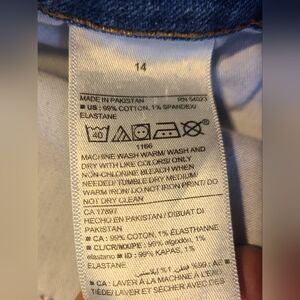 14
MADE IN PAKISTAN RN 54023
■ US : 99% COTTON, 1% SPANDEX/
ELASTANE
40
1166
MACHINE WASH WARM/ WASH AND
DRY WITH LIKE COLORS/ ONLY
NON-CHLORINE BLEACH WHEN
NEEDED/ TUMBLE DRY MEDIUM/
WARM IRON/ DO NOT IRON PRINT/ DO
NOT DRY CLEAN
CA 17897
HECHO EN PAKISTAN / DIBUAT DI
PAKISTAN
■ CA : 99% COTTON, 1% ÉLASTHANNE
■ CL/CR/MX/PE : 99% algodón, 1%
elastano ■ ID : 99% KAPAS, 1%
ELASTANE
■ CA : LAVER À LA MACHINE À L'EAU
TIÈDE/ LAVER ET SÉCHER AVEC DES